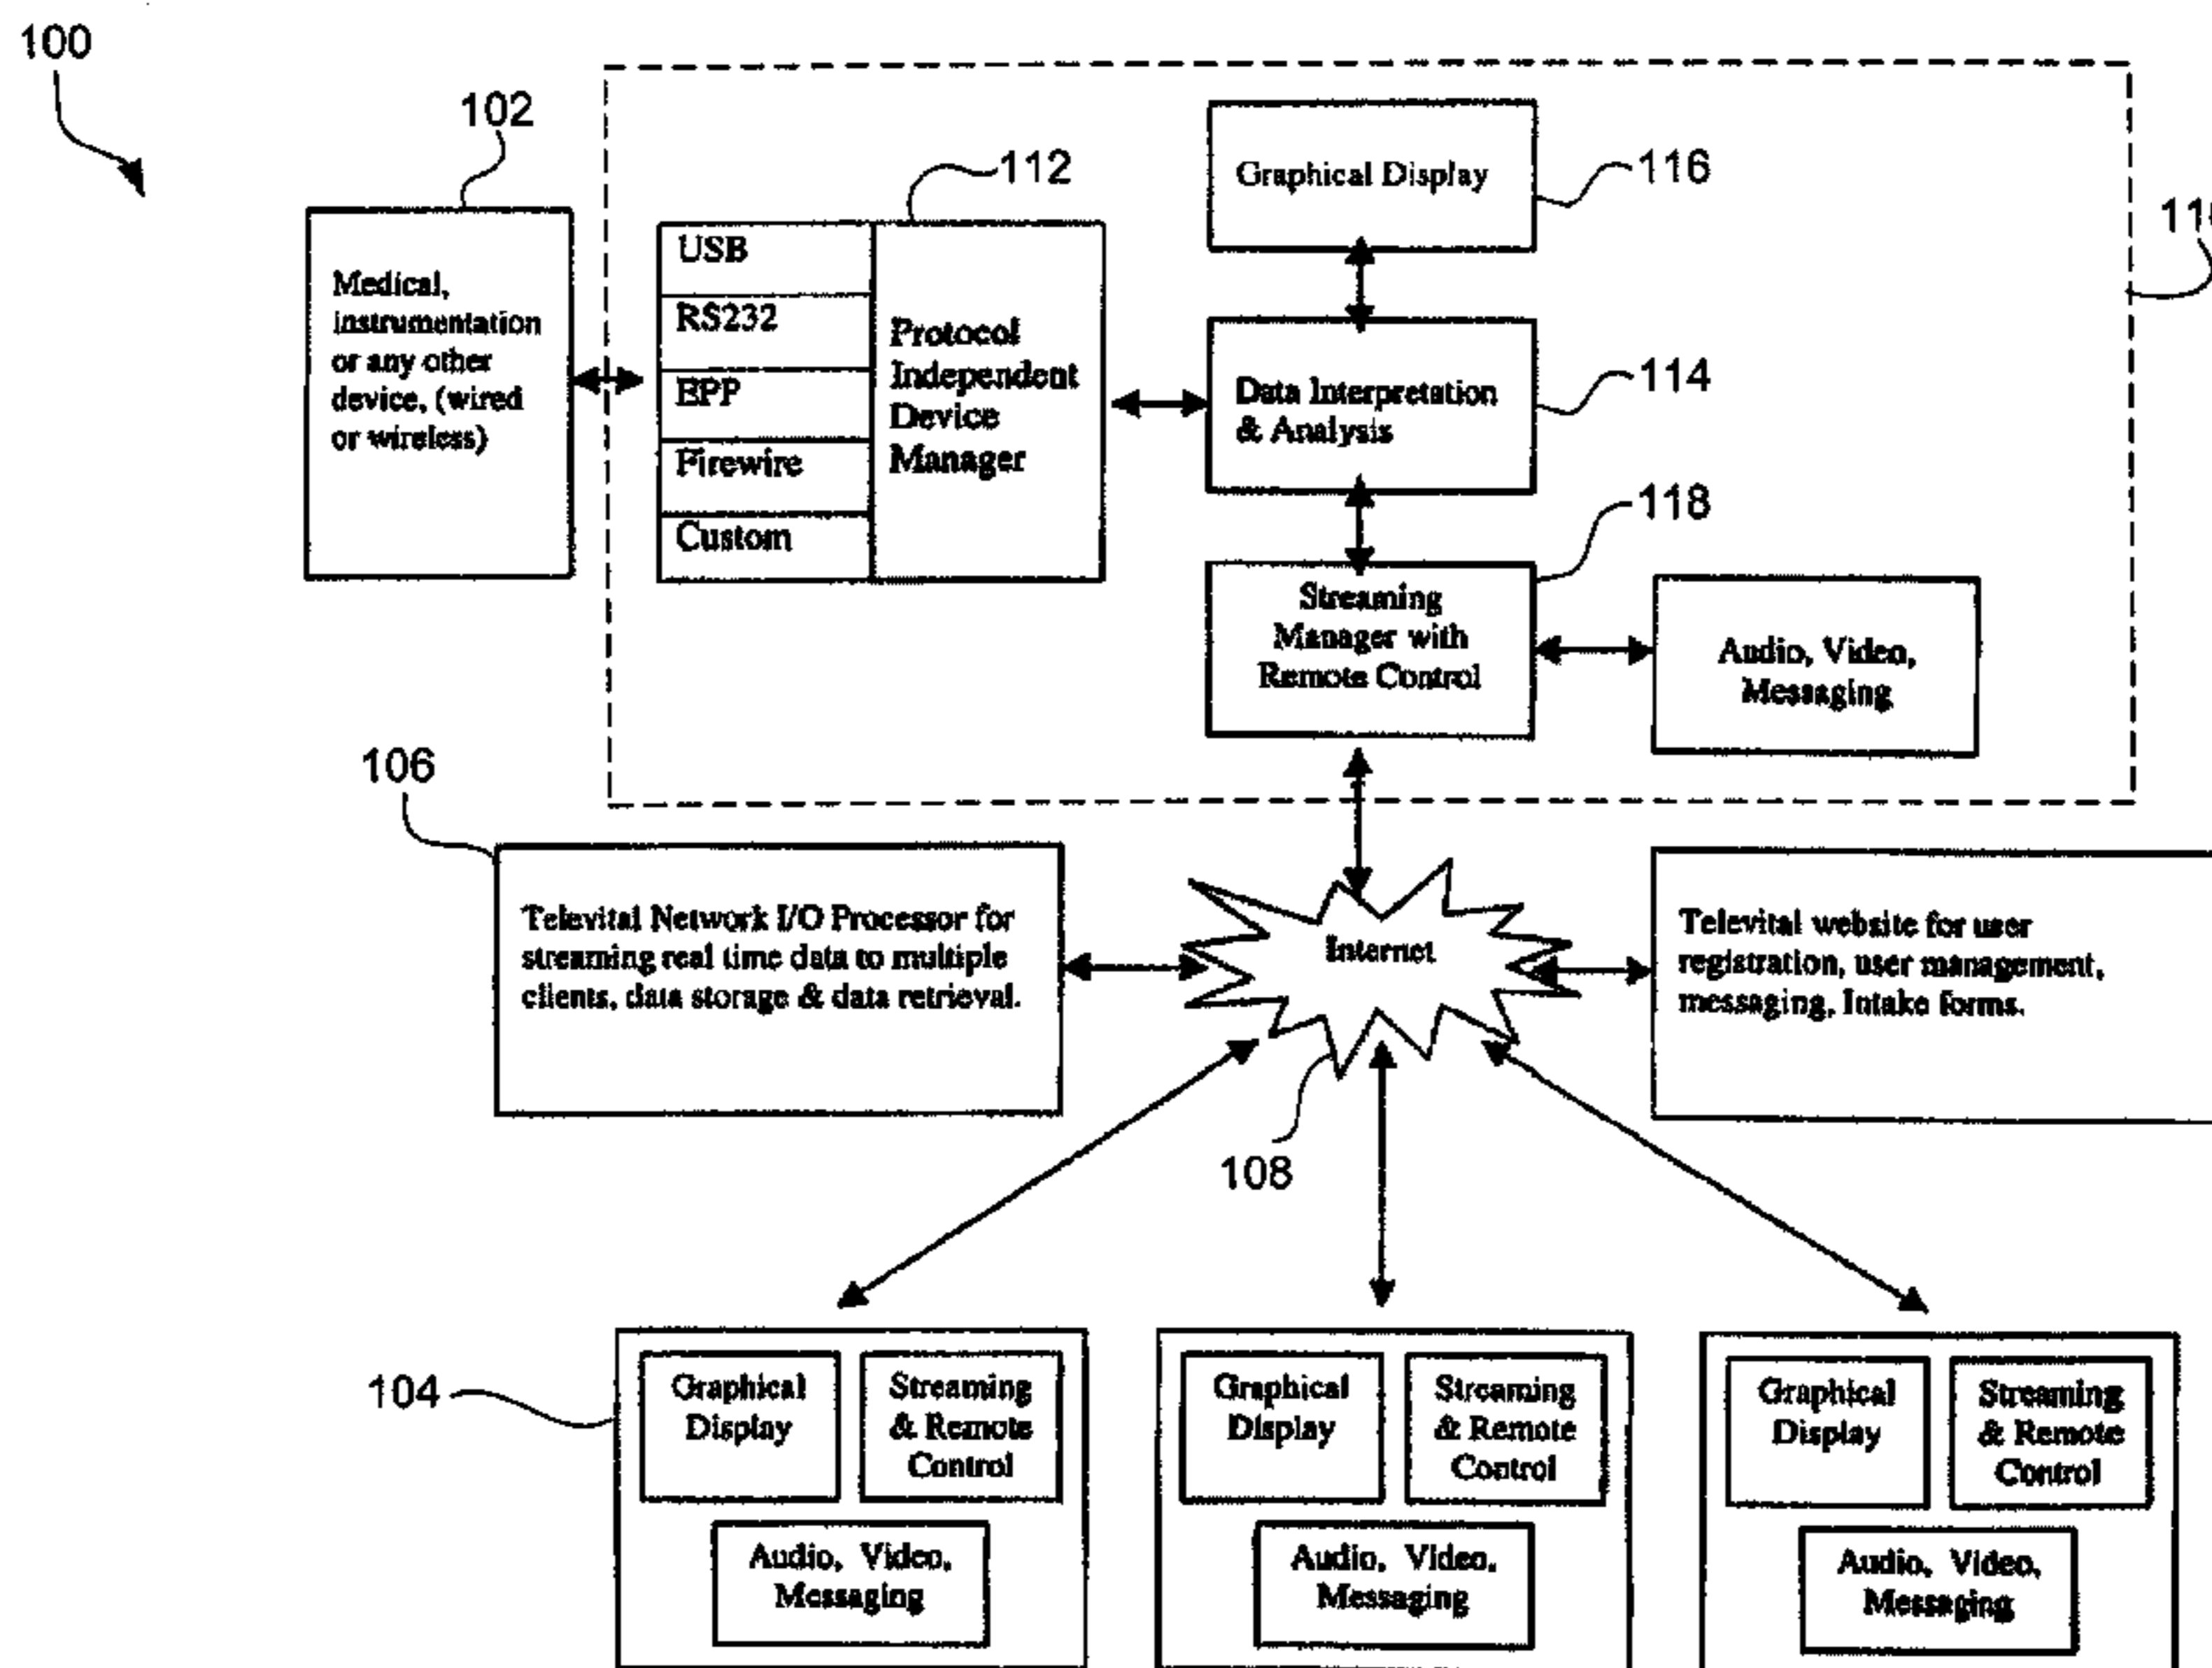 100
102
112
Graphical Display
116
Medical,
instrumentation
or any other
device, (wired
or wireless)
USB
RS232
EPP
Firewire
Custom
Protocol
Independent
Device
Manager
Data Interpretation
& Analysis
114
118
Streaming
Manager with
Remote Control
Audio, Video,
Messaging
106
Televital Network I/O Processor for
streaming real time data to multiple
clients, data storage & data retrieval.
Internet
Televital website for user
registration, user management,
messaging, Intake forms.
108
104
Graphical
Display
Streaming
& Remote
Control
Audio, Video,
Messaging
Graphical
Display
Streaming
& Remote
Control
Audio, Video,
Messaging
Graphical
Display
Streaming
& Remote
Control
Audio, Video,
Messaging